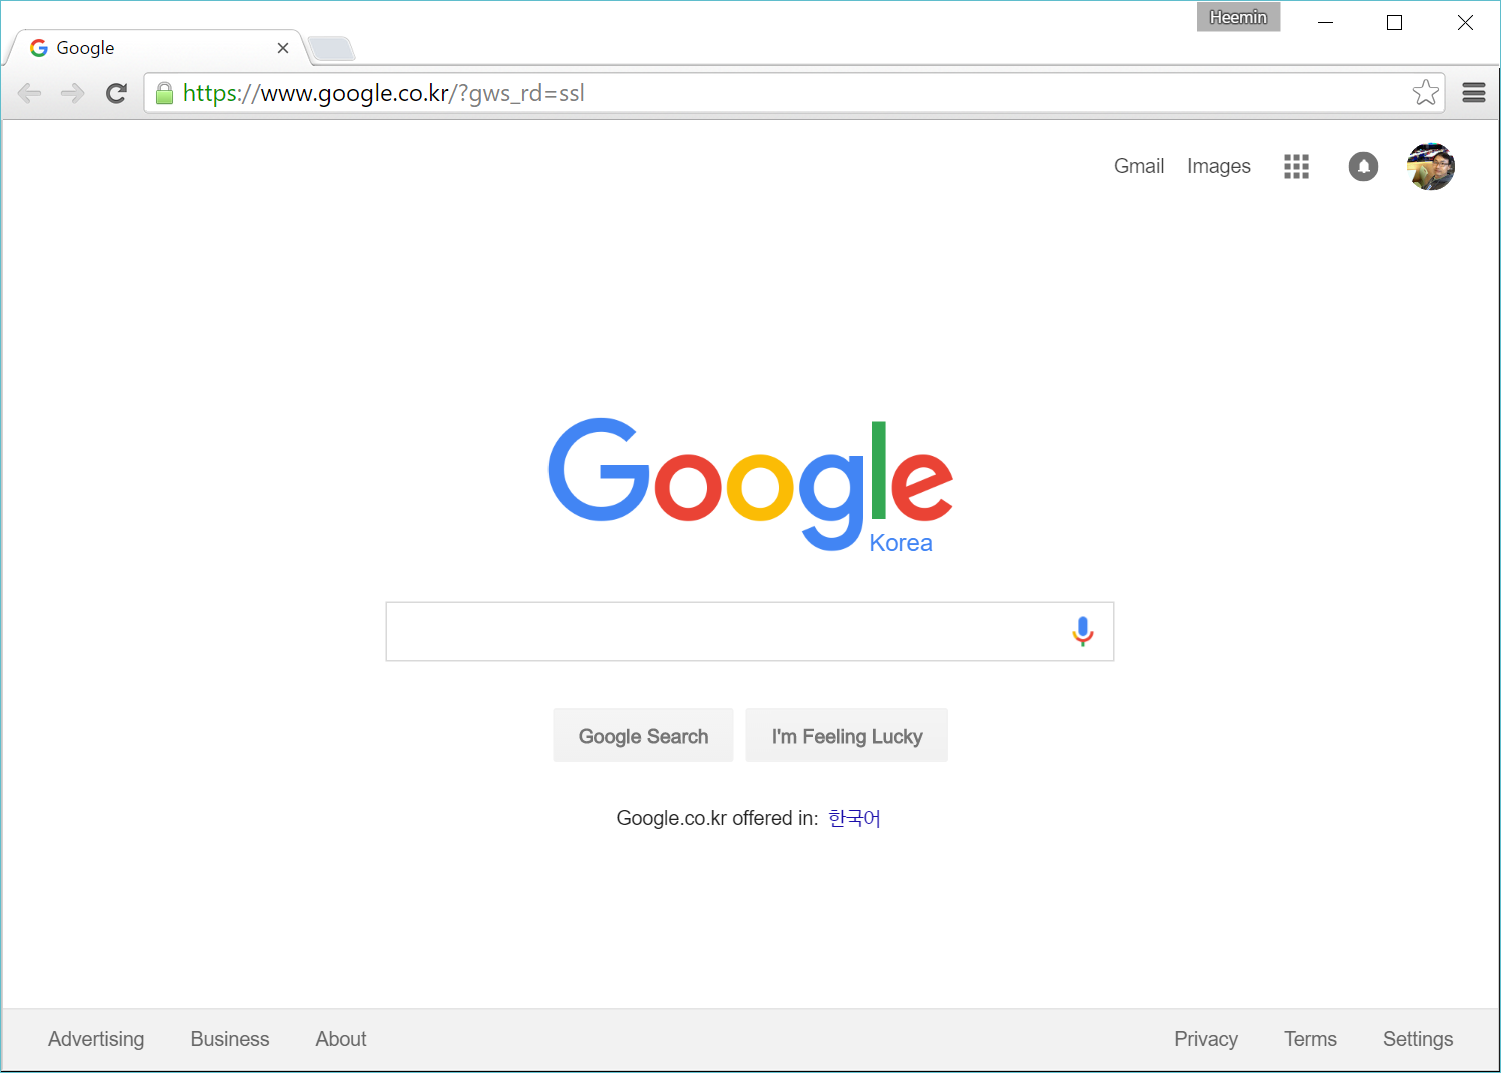 Heemin
Google
https://www.google.co.kr/?gws_rd=ssl
Gmail Images
Google
Korea
Google Search I'm Feeling Lucky
Google.co.kr offered in: 한국어
Advertising Business About Privacy Terms Settings